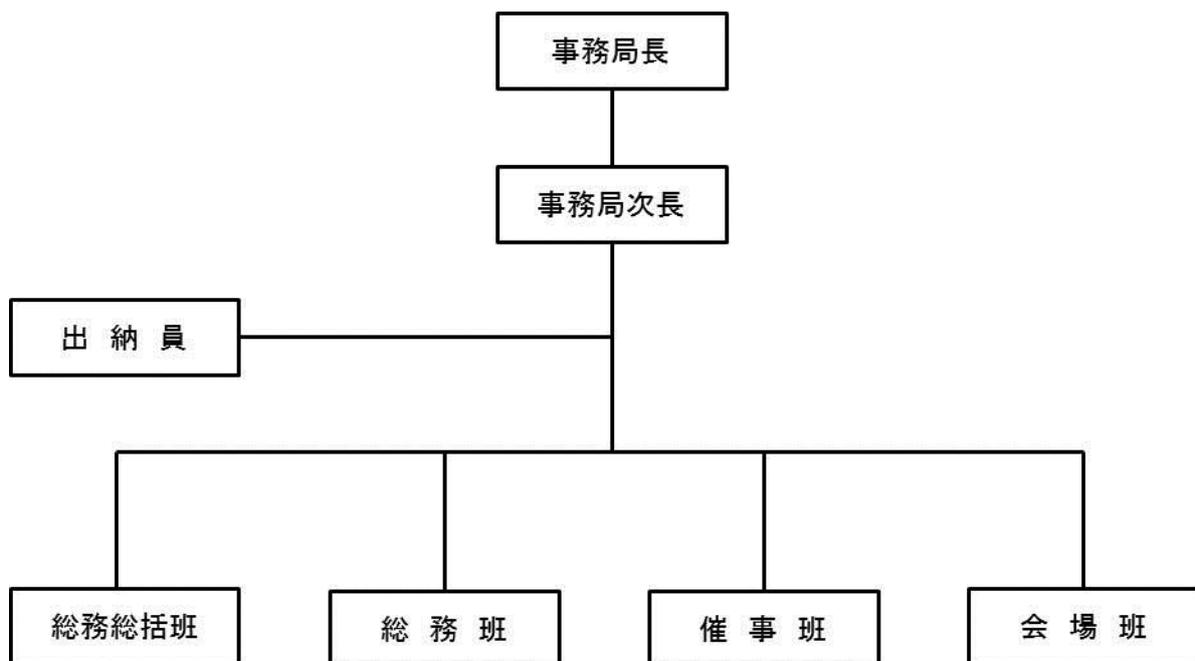 事務局長
事務局次長
出納員
総務総括班
総務班
催事班
会場班